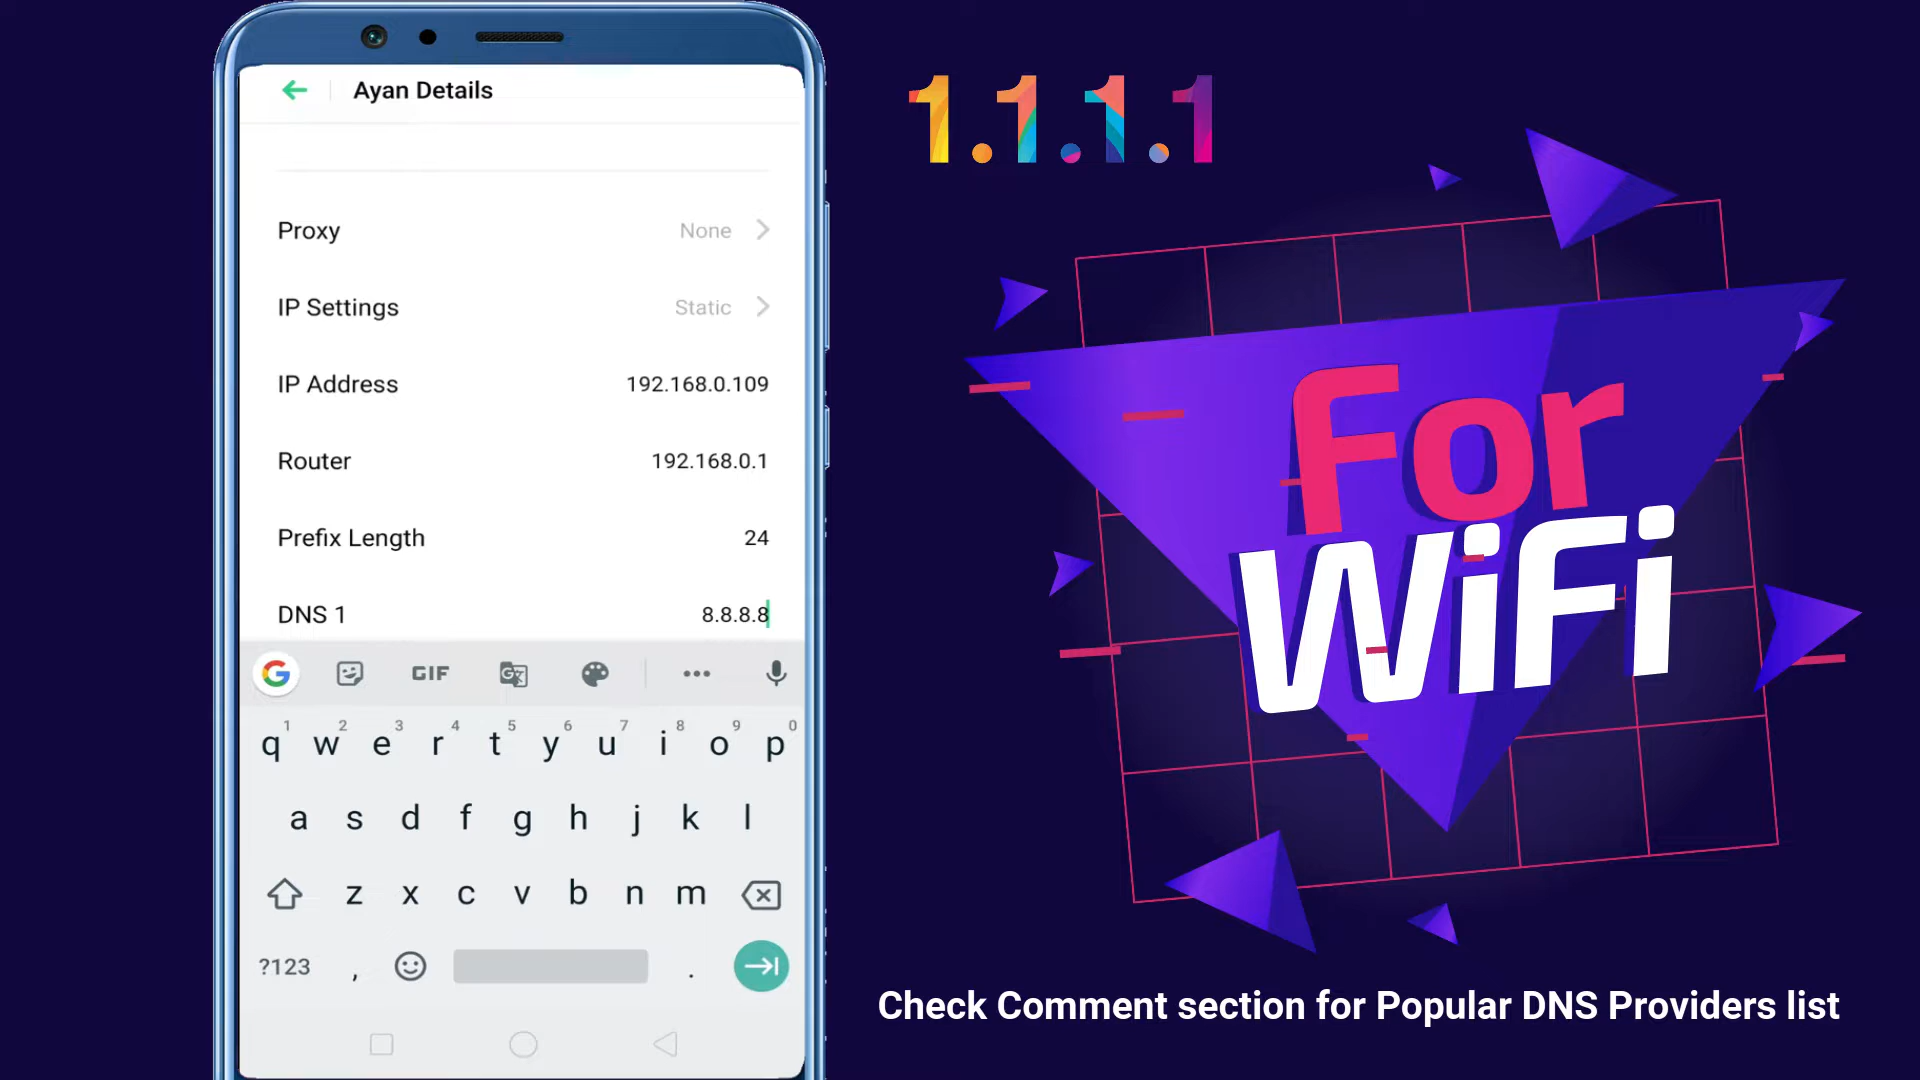 Ayan Details
Proxy None
IP Settings Static
IP Address 192.168.0.109
Router 192.168.0.1
Prefix Length 24
DNS 1 8.8.8.8
G GIF G
1 2 3 4 5 6 7 8 9 0
q w e r t y u i o p
a s d f g h j k l
z x c v b n m
?123 , .
1.1.1.1
For
WiFi
Check Comment section for Popular DNS Providers list